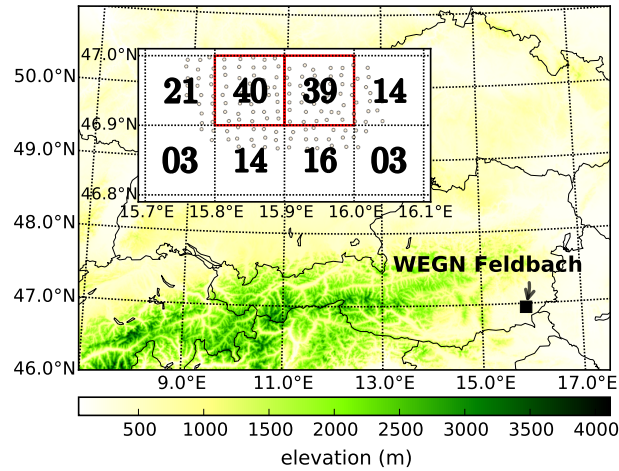 47.0°N
21 40 39 14
46.9°N
03 14 16 03
46.8°N
15.7°E 15.8°E 15.9°E 16.0°E 16.1°E
50.0°N
49.0°N
48.0°N
WEGN Feldbach
47.0°N
46.0°N
9.0°E 11.0°E 13.0°E 15.0°E 17.0°E
500 1000 1500 2000 2500 3000 3500 4000
elevation (m)